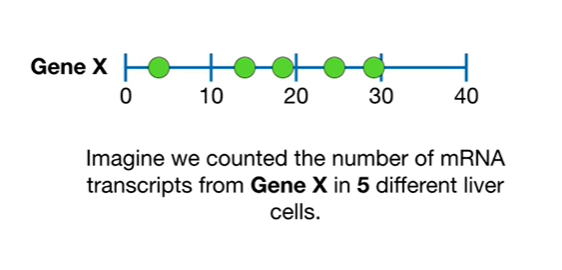 Gene X
0 10 20 30 40
Imagine we counted the number of mRNA
transcripts from Gene X in 5 different liver
cells.